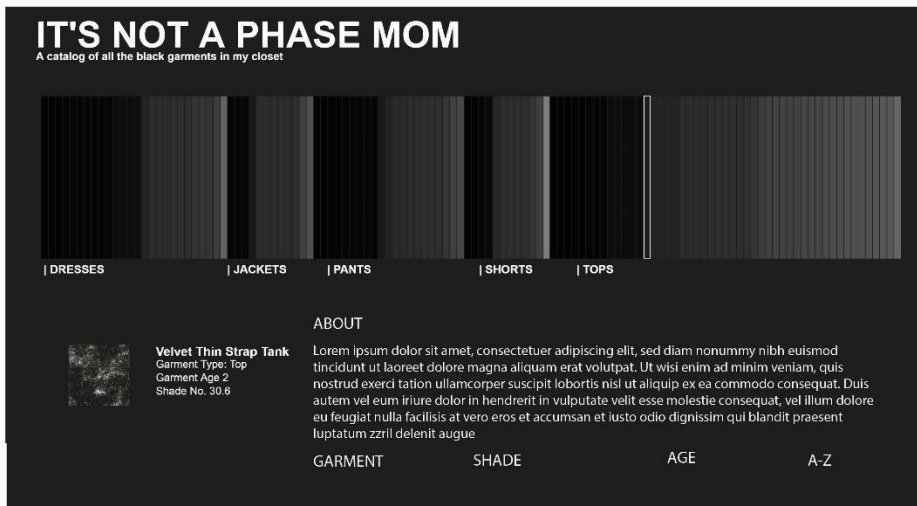 IT'S NOT A PHASE MOM
A catalog of all the black garments in my closet
| DRESSES
| JACKETS
| PANTS
| SHORTS
| TOPS
Velvet Thin Strap Tank
Garment Type: Top
Garment Age 2
Shade No. 30.6
ABOUT
Lorem ipsum dolor sit amet, consectetuer adipiscing elit, sed diam nonummy nibh euismod
tincidunt ut laoreet dolore magna aliquam erat volutpat. Ut wisi enim ad minim veniam, quis
nostrud exerci tation ullamcorper suscipit lobortis nisl ut aliquip ex ea commodo consequat. Duis
autem vel eum iriure dolor in hendrerit in vulputate velit esse molestie consequat, vel illum dolore
eu feugiat nulla facilisis at vero eros et accumsan et iusto odio dignissim qui blandit praesent
luptatum zzril delenit augue
GARMENT
SHADE
AGE
A-Z